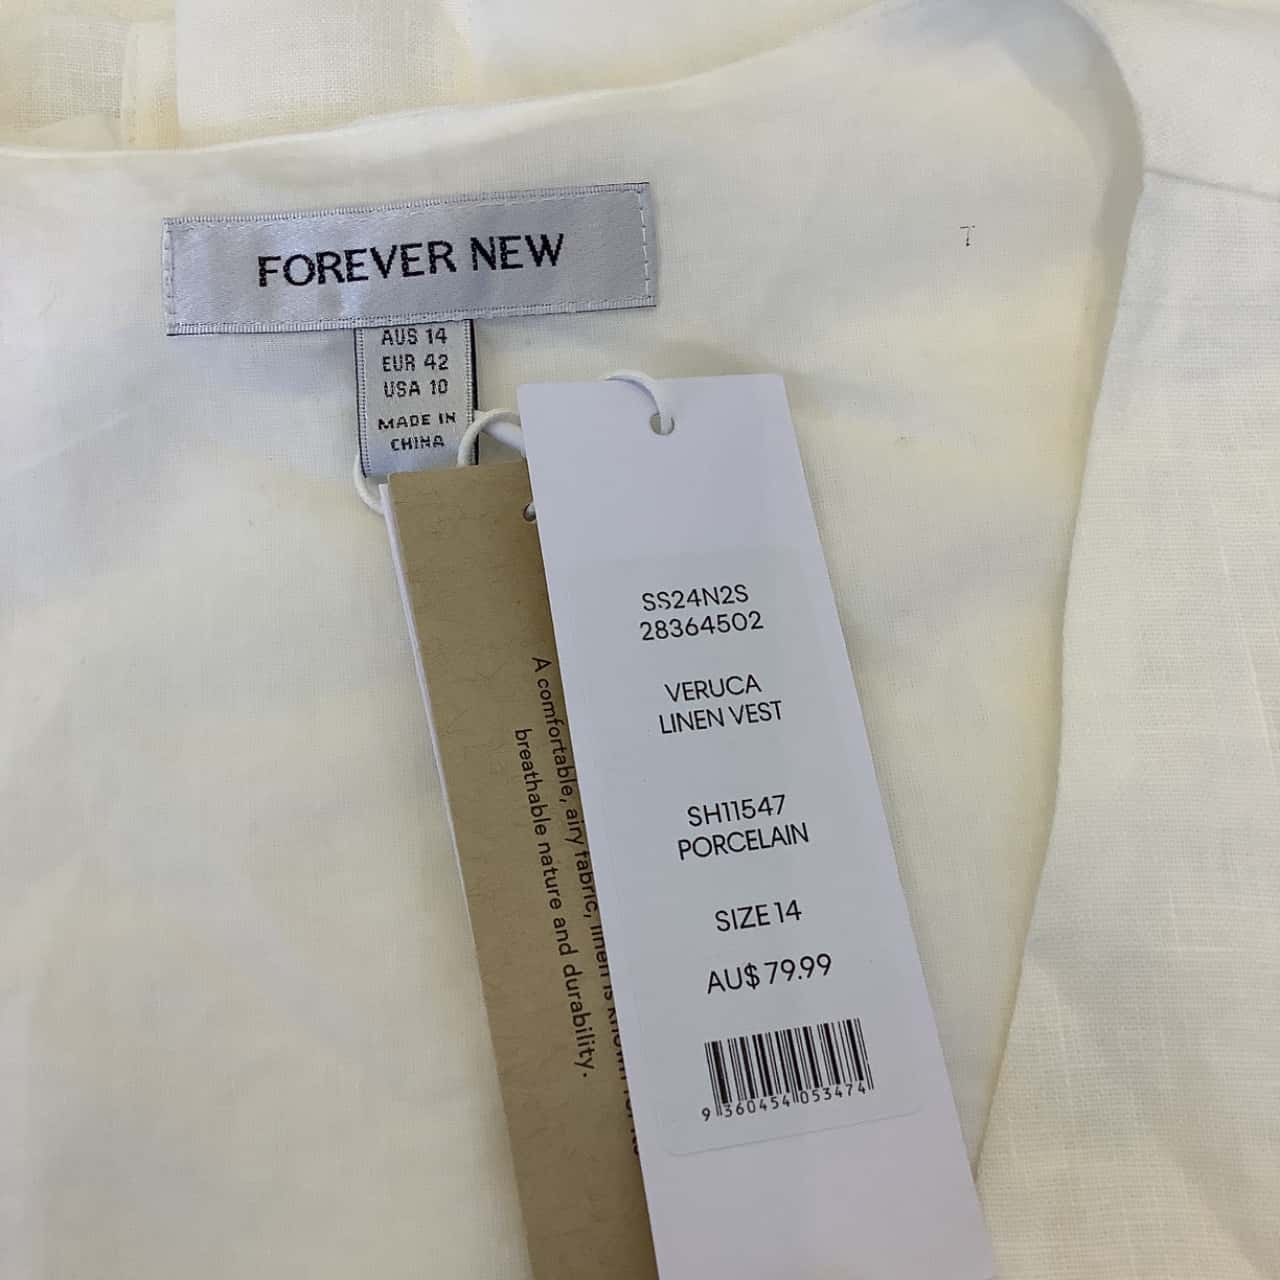 FOREVER NEW
AUS 14
EUR 42
USA 10
MADE IN
CHINA
A comfortable, airy fabric, linen is known for its
breathable nature and durability.
SS24N2S
28364502
VERUCA
LINEN VEST
SH11547
PORCELAIN
SIZE 14
AU$ 79.99
9 360454 053474